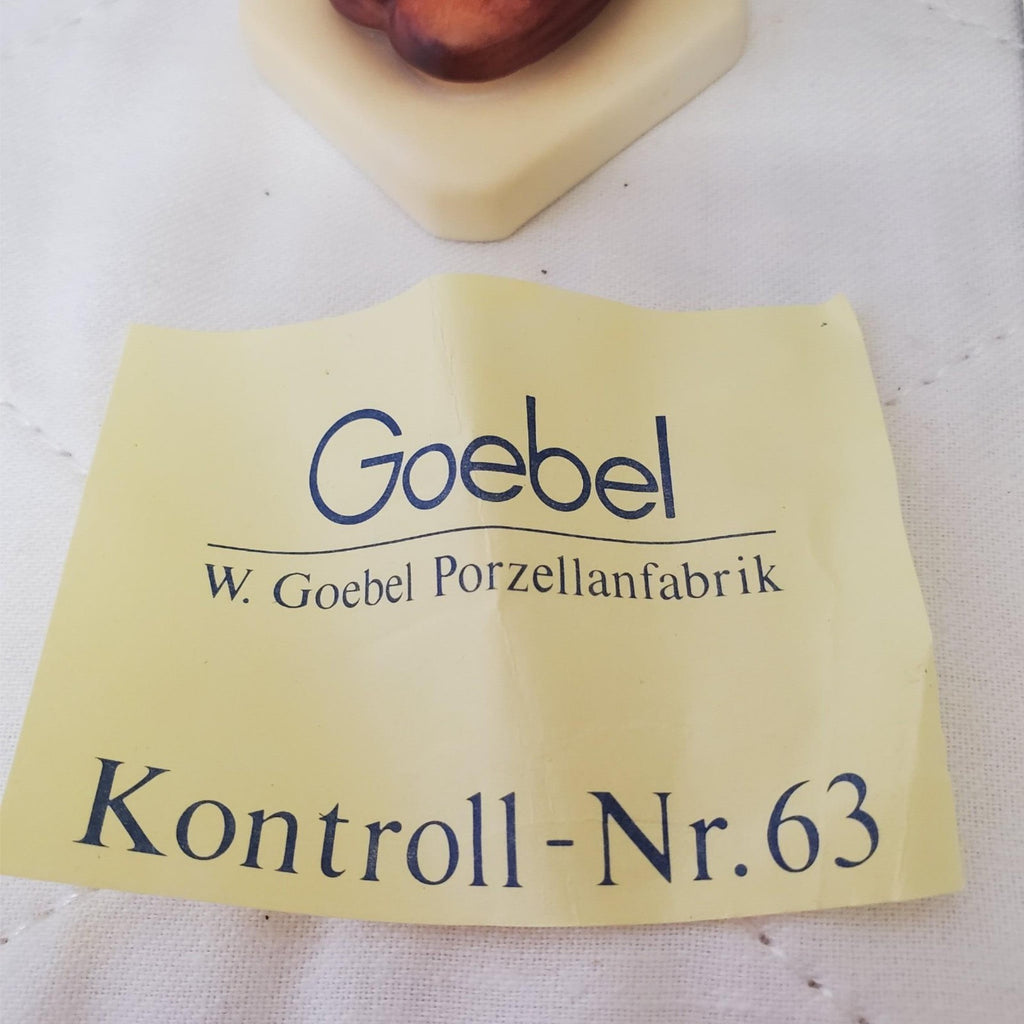 Goebel
W. Goebel Porzellanfabrik
Kontroll-Nr. 63